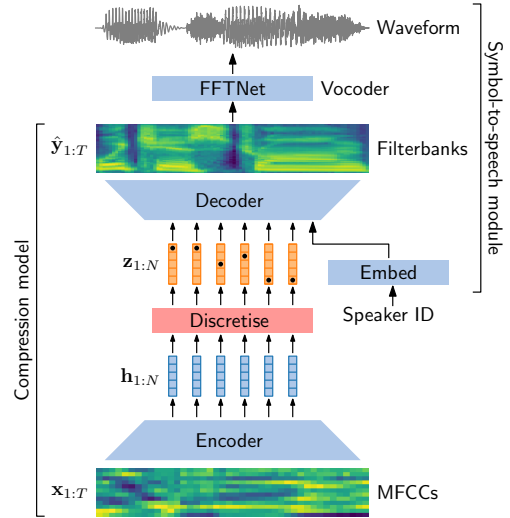 Waveform
FFTNet
Vocoder
Symbol-to-speech module
ŷ₁:T
Filterbanks
Decoder
z₁:N
Embed
Speaker ID
Discretise
Compression model
h₁:N
Encoder
x₁:T
MFCCs